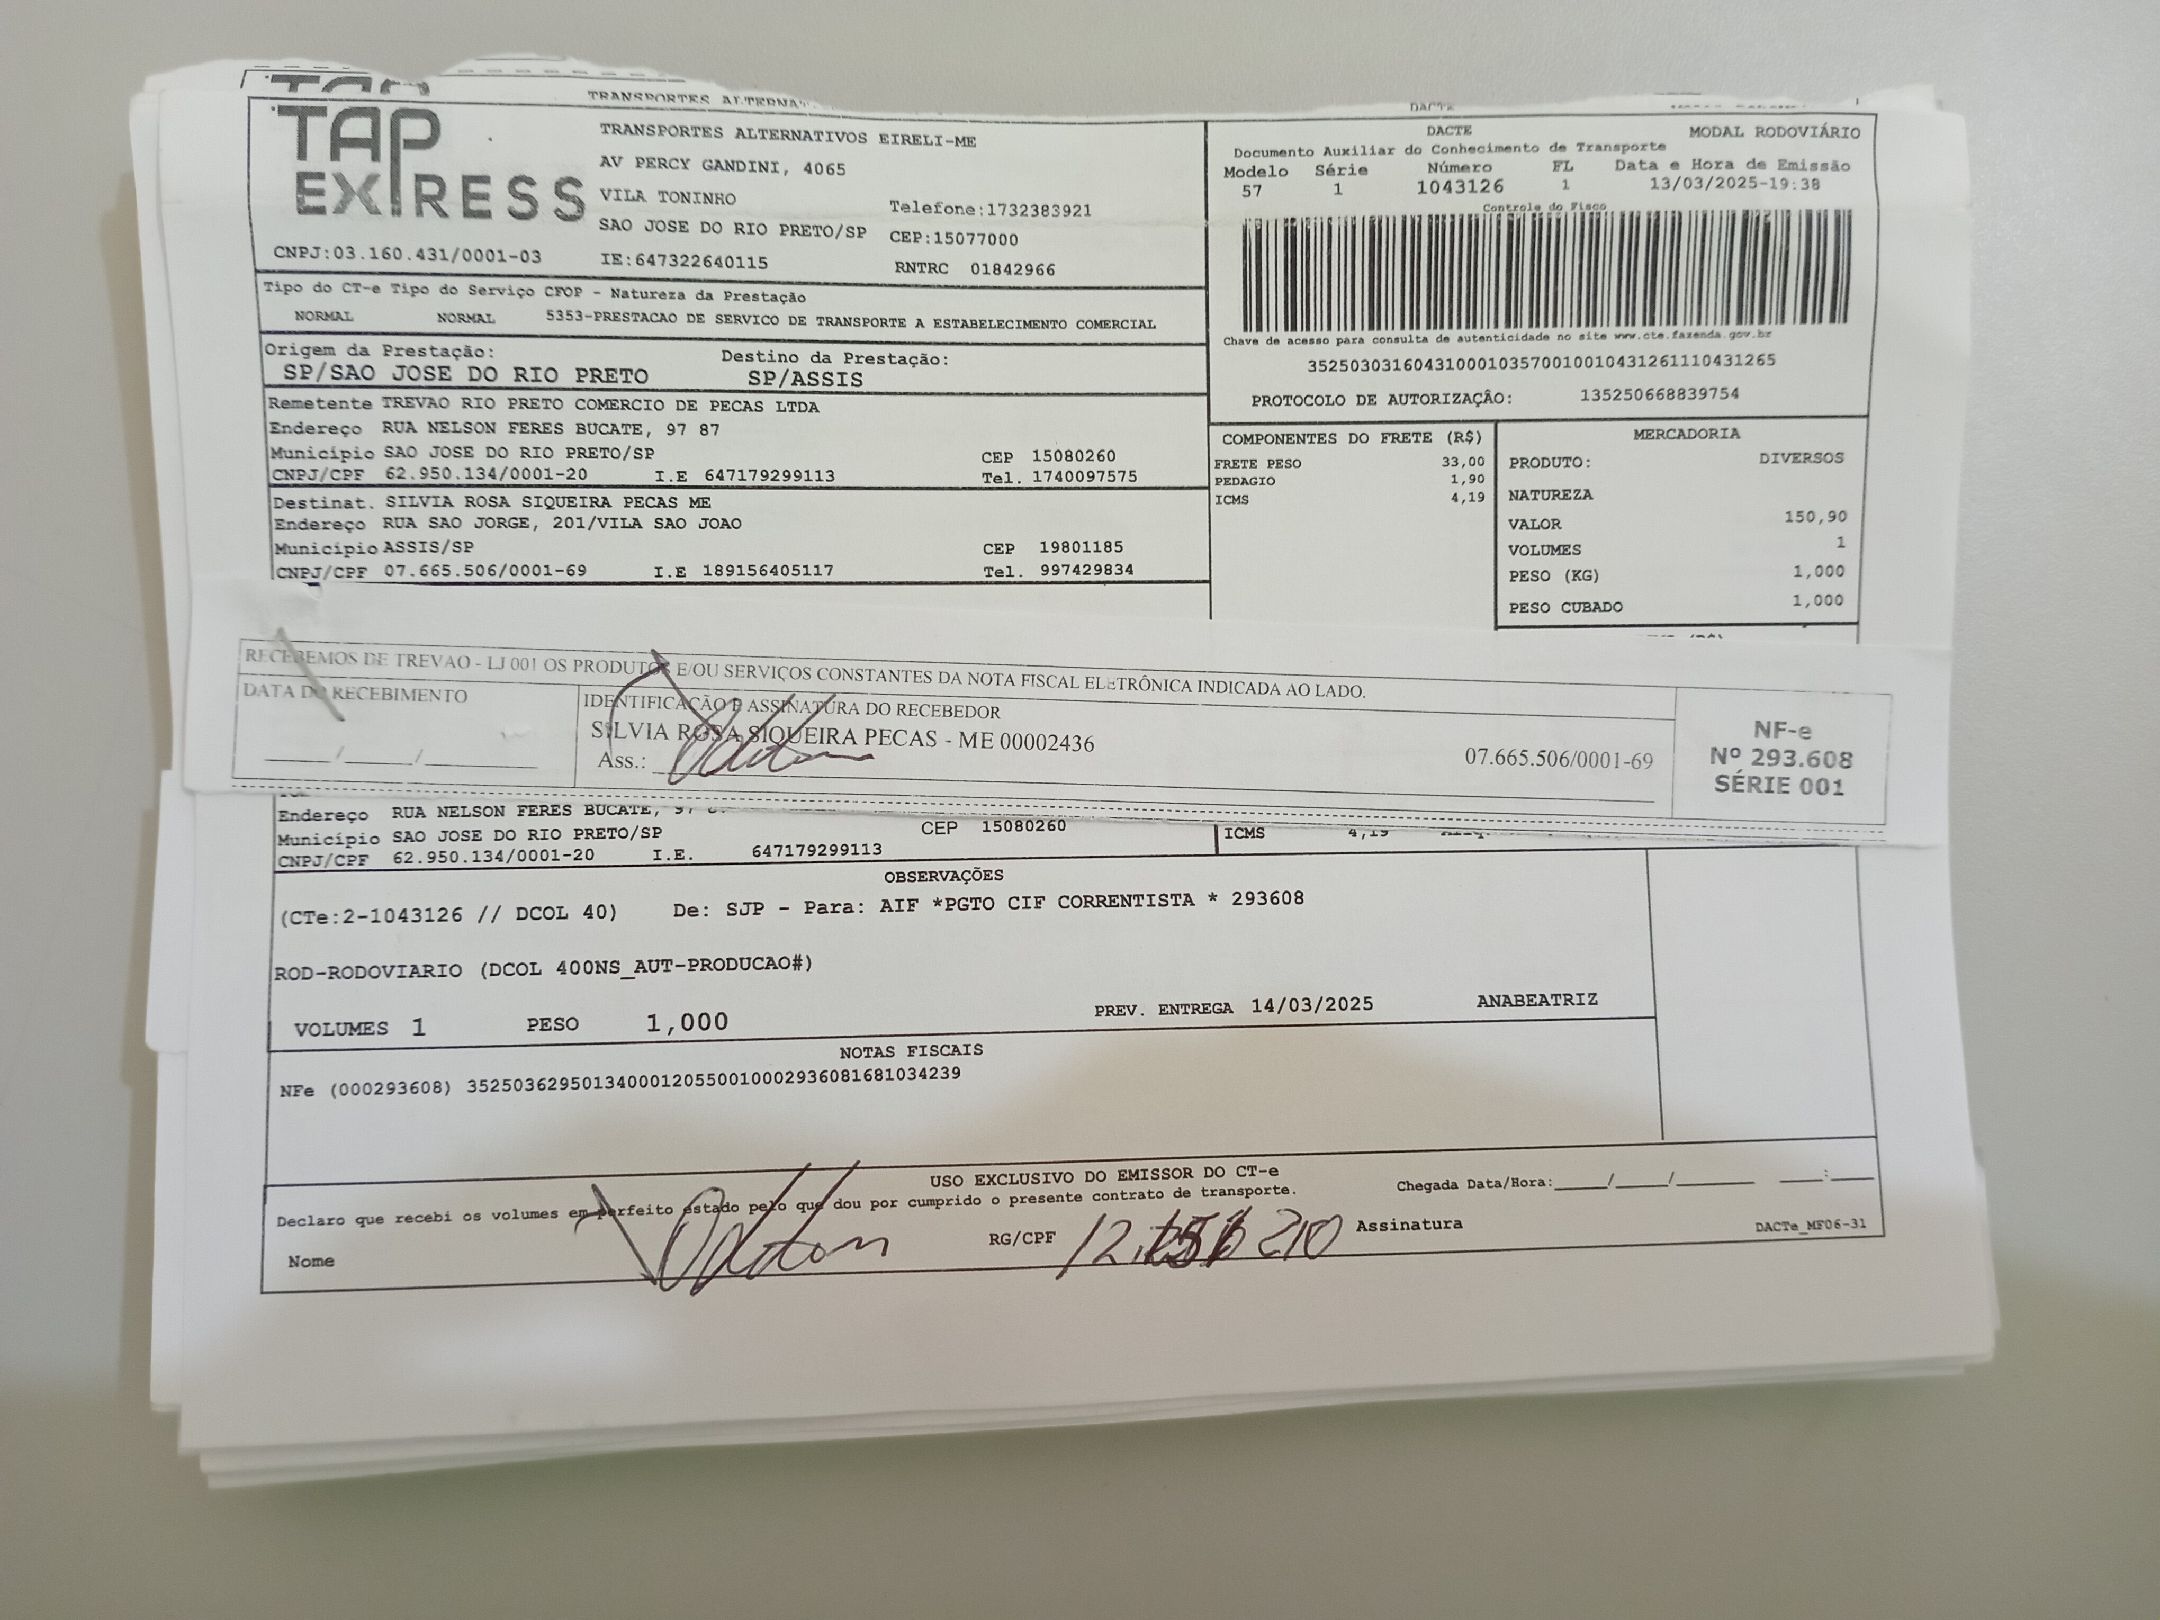 TRANSPORTES ALTERNA
DACTE
TAP EXPRESS
TRANSPORTES ALTERNATIVOS EIRELI-ME
AV PERCY GANDINI, 4065
VILA TONINHO Telefone:1732383921
SAO JOSE DO RIO PRETO/SP CEP:15077000
CNPJ:03.160.431/0001-03 IE:647322640115 RNTRC 01842966
DACTE MODAL RODOVIÁRIO
Documento Auxiliar do Conhecimento de Transporte
Modelo Série Número FL Data e Hora de Emissão
57 1 1043126 1 13/03/2025-19:38
Controle do Fisco
Chave de acesso para consulta de autenticidade no site www.cte.fazenda.gov.br
35250303160431000103570010010431261110431265
PROTOCOLO DE AUTORIZAÇÃO: 135250668839754
Tipo do CT-e Tipo do Serviço CFOP - Natureza da Prestação
NORMAL NORMAL 5353-PRESTACAO DE SERVICO DE TRANSPORTE A ESTABELECIMENTO COMERCIAL
Origem da Prestação: Destino da Prestação:
SP/SAO JOSE DO RIO PRETO SP/ASSIS
Remetente TREVAO RIO PRETO COMERCIO DE PECAS LTDA
Endereço RUA NELSON FERES BUCATE, 97 87
Município SAO JOSE DO RIO PRETO/SP CEP 15080260
CNPJ/CPF 62.950.134/0001-20 I.E 647179299113 Tel. 1740097575
Destinat. SILVIA ROSA SIQUEIRA PECAS ME
Endereço RUA SAO JORGE, 201/VILA SAO JOAO
Município ASSIS/SP CEP 19801185
CNPJ/CPF 07.665.506/0001-69 I.E 189156405117 Tel. 997429834
COMPONENTES DO FRETE (R$)
FRETE PESO 33,00
PEDAGIO 1,90
ICMS 4,19
MERCADORIA
PRODUTO: DIVERSOS
NATUREZA
VALOR 150,90
VOLUMES 1
PESO (KG) 1,000
PESO CUBADO 1,000
RECEBEMOS DE TREVAO - LJ 001 OS PRODUTOS E/OU SERVIÇOS CONSTANTES DA NOTA FISCAL ELETRÔNICA INDICADA AO LADO.
DATA DO RECEBIMENTO
IDENTIFICAÇÃO E ASSINATURA DO RECEBEDOR
SILVIA ROSA SIQUEIRA PECAS - ME 00002436
Ass.: 07.665.506/0001-69
NF-e
Nº 293.608
SÉRIE 001
Endereço RUA NELSON FERES BUCATE,
Município SAO JOSE DO RIO PRETO/SP CEP 15080260
CNPJ/CPF 62.950.134/0001-20 I.E. 647179299113
ICMS 4,19
OBSERVAÇÕES
(CTe:2-1043126 // DCOL 40) De: SJP - Para: AIF *PGTO CIF CORRENTISTA * 293608
ROD-RODOVIARIO (DCOL 400NS_AUT-PRODUCAO#)
VOLUMES 1 PESO 1,000 PREV. ENTREGA 14/03/2025 ANABEATRIZ
NOTAS FISCAIS
NFe (000293608) 35250362950134000120550010002936081681034239
USO EXCLUSIVO DO EMISSOR DO CT-e
Declaro que recebi os volumes em perfeito estado pelo que dou por cumprido o presente contrato de transporte.
Chegada Data/Hora:____/____/______ ____:____
Nome RG/CPF Assinatura
DACTe_MF06-31